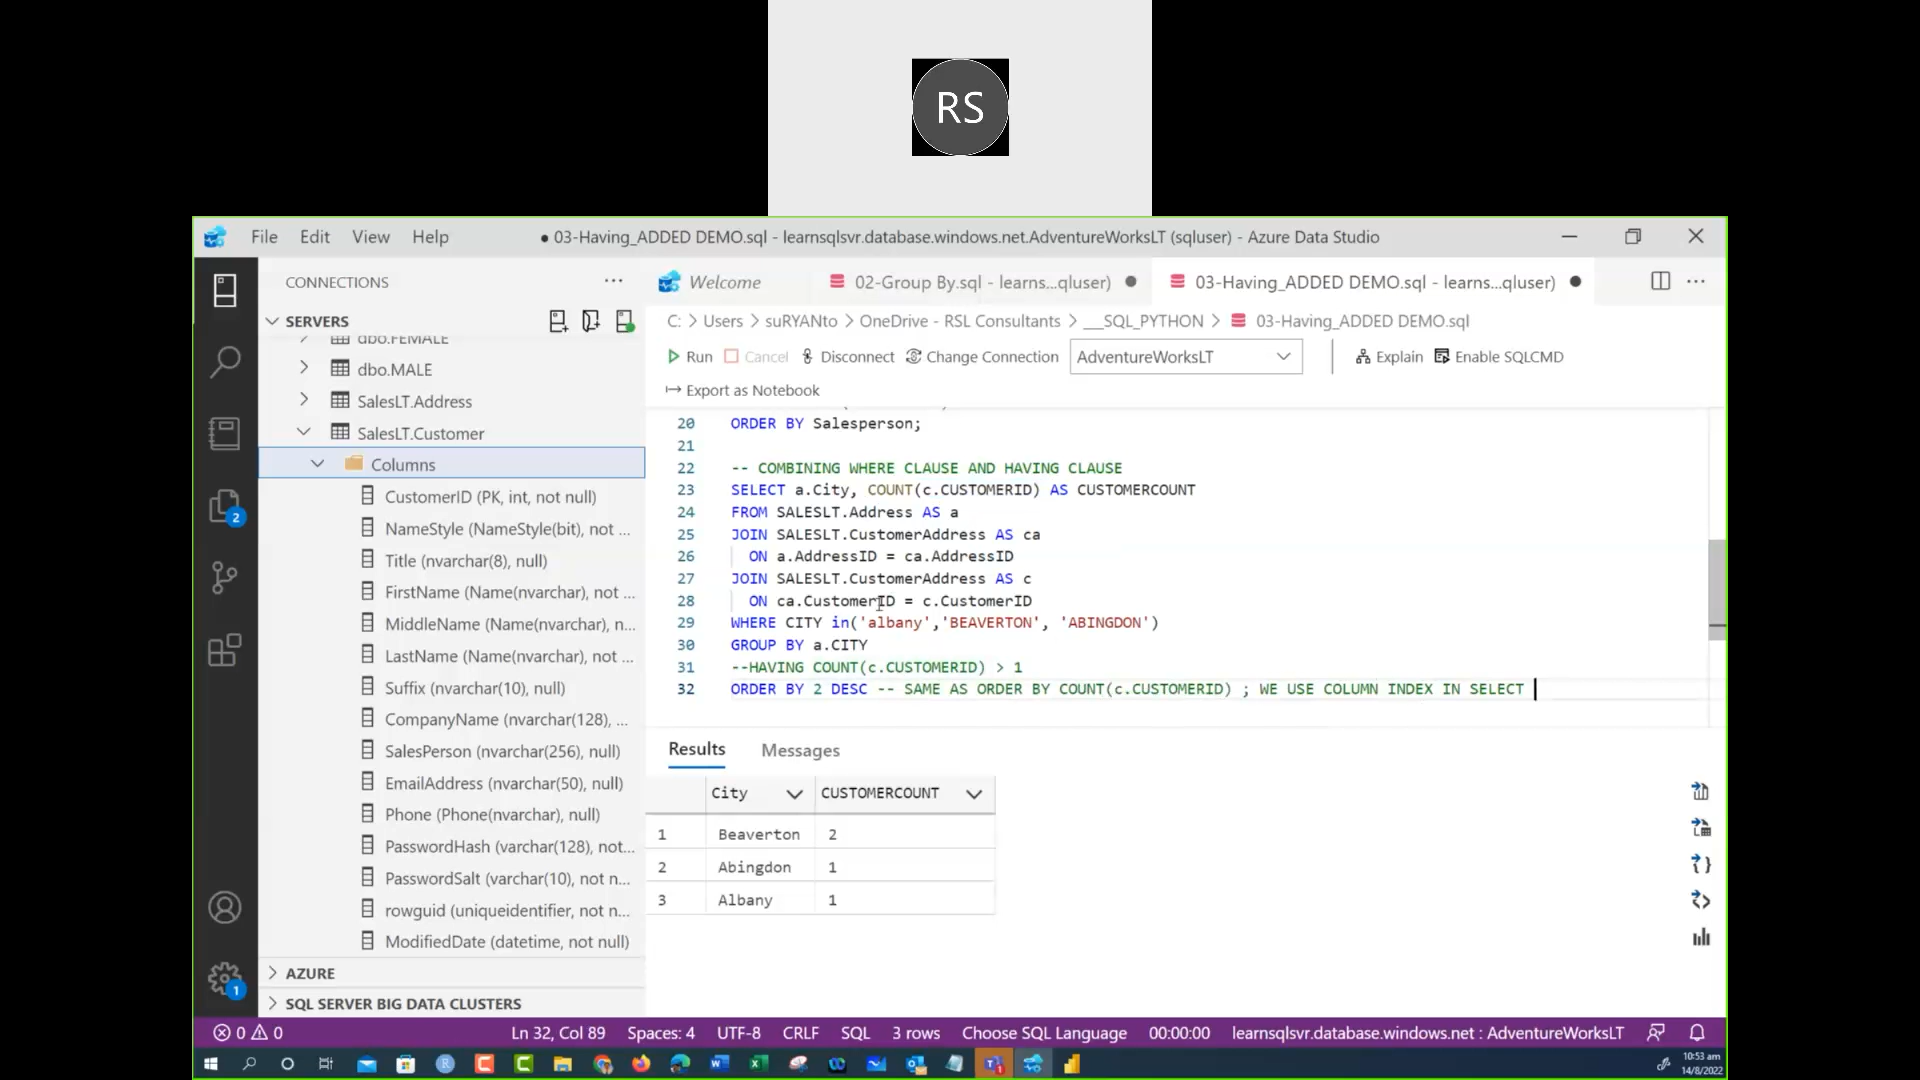 RS
File Edit View Help ● 03-Having_ADDED DEMO.sql - learnsqlsvr.database.windows.net.AdventureWorksLT (sqluser) - Azure Data Studio
CONNECTIONS
Welcome 02-Group By.sql - learns...qluser) 03-Having_ADDED DEMO.sql - learns...qluser)
SERVERS
C: > Users > suRYANto > OneDrive - RSL Consultants > ___SQL_PYTHON > 03-Having_ADDED DEMO.sql
Run Cancel Disconnect Change Connection AdventureWorksLT Explain Enable SQLCMD
Export as Notebook
dbo.FEMALE
dbo.MALE
SalesLT.Address
SalesLT.Customer
Columns
CustomerID (PK, int, not null)
NameStyle (NameStyle(bit), not ...
Title (nvarchar(8), null)
FirstName (Name(nvarchar), not ...
MiddleName (Name(nvarchar), n...
LastName (Name(nvarchar), not ...
Suffix (nvarchar(10), null)
CompanyName (nvarchar(128), ...
SalesPerson (nvarchar(256), null)
EmailAddress (nvarchar(50), null)
Phone (Phone(nvarchar), null)
PasswordHash (varchar(128), not...
PasswordSalt (varchar(10), not n...
rowguid (uniqueidentifier, not n...
ModifiedDate (datetime, not null)
AZURE
SQL SERVER BIG DATA CLUSTERS
2
1
20 ORDER BY Salesperson;
21
22 -- COMBINING WHERE CLAUSE AND HAVING CLAUSE
23 SELECT a.City, COUNT(c.CUSTOMERID) AS CUSTOMERCOUNT
24 FROM SALESLT.Address AS a
25 JOIN SALESLT.CustomerAddress AS ca
26 ON a.AddressID = ca.AddressID
27 JOIN SALESLT.CustomerAddress AS c
28 ON ca.CustomerID = c.CustomerID
29 WHERE CITY in('albany','BEAVERTON', 'ABINGDON')
30 GROUP BY a.CITY
31 --HAVING COUNT(c.CUSTOMERID) > 1
32 ORDER BY 2 DESC -- SAME AS ORDER BY COUNT(c.CUSTOMERID) ; WE USE COLUMN INDEX IN SELECT
Results Messages
City CUSTOMERCOUNT
1 Beaverton 2
2 Abingdon 1
3 Albany 1
0 0 Ln 32, Col 89 Spaces: 4 UTF-8 CRLF SQL 3 rows Choose SQL Language 00:00:00 learnsqlsvr.database.windows.net : AdventureWorksLT
10:53 am
14/8/2022